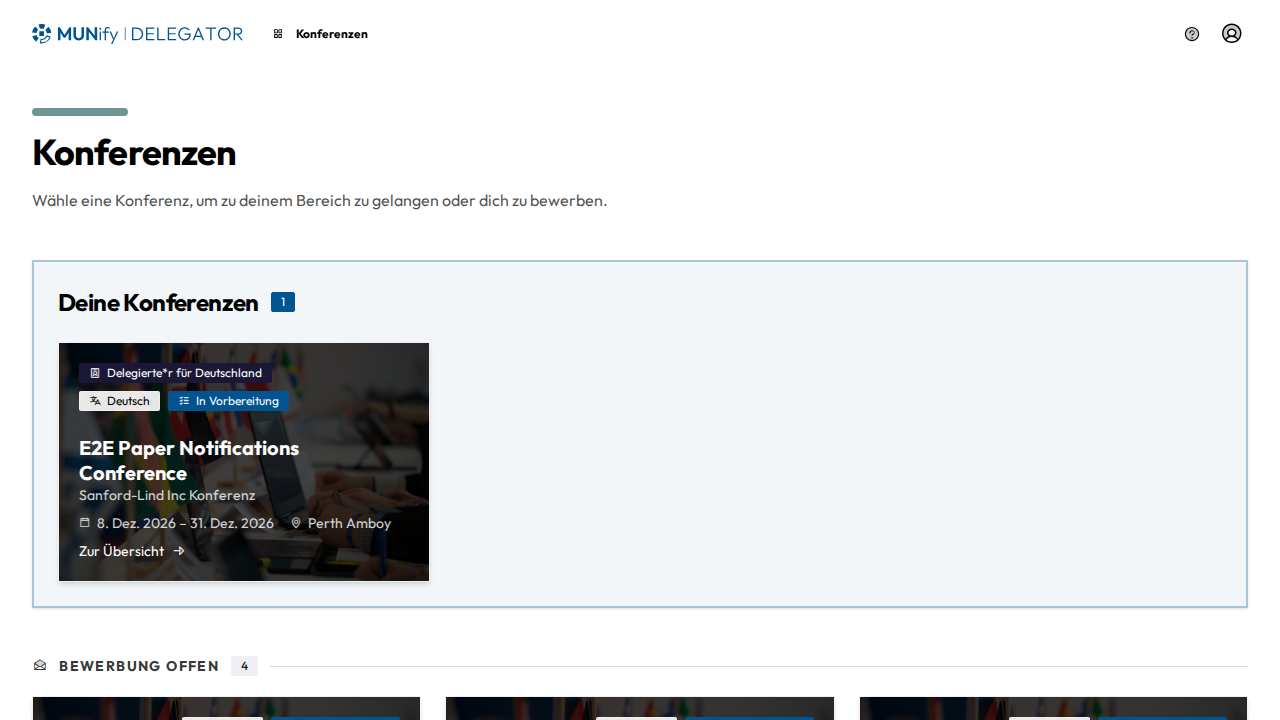 MUNify | DELEGATOR
Konferenzen
Konferenzen
Wähle eine Konferenz, um zu deinem Bereich zu gelangen oder dich zu bewerben.
Deine Konferenzen 1
Delegierte*r für Deutschland
Deutsch In Vorbereitung
E2E Paper Notifications
Conference
Sanford-Lind Inc Konferenz
8. Dez. 2026 – 31. Dez. 2026 Perth Amboy
Zur Übersicht
BEWERBUNG OFFEN 4